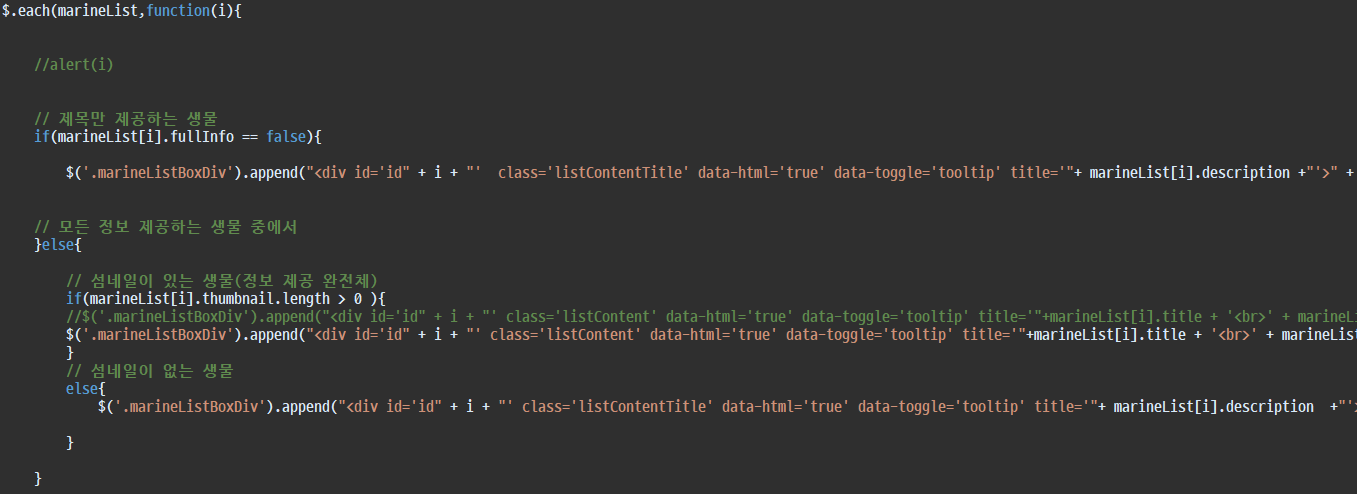 $.each(marineList,function(i){
//alert(i)
// 제목만 제공하는 생물
if(marineList[i].fullInfo == false){
$('.marineListBoxDiv').append("<div id='id" + i + "'  class='listContentTitle' data-html='true' data-toggle='tooltip' title='"+ marineList[i].description +"'>" +
// 모든 정보 제공하는 생물 중에서
}else{
// 섬네일이 있는 생물(정보 제공 완전체)
if(marineList[i].thumbnail.length > 0 ){
//$('.marineListBoxDiv').append("<div id='id" + i + "' class='listContent' data-html='true' data-toggle='tooltip' title='"+marineList[i].title + '<br>' + marineLi
$('.marineListBoxDiv').append("<div id='id" + i + "' class='listContent' data-html='true' data-toggle='tooltip' title='"+marineList[i].title + '<br>' + marineList
}
// 섬네일이 없는 생물
else{
$('.marineListBoxDiv').append("<div id='id" + i + "' class='listContentTitle' data-html='true' data-toggle='tooltip' title='"+ marineList[i].description  +"'>
}
}